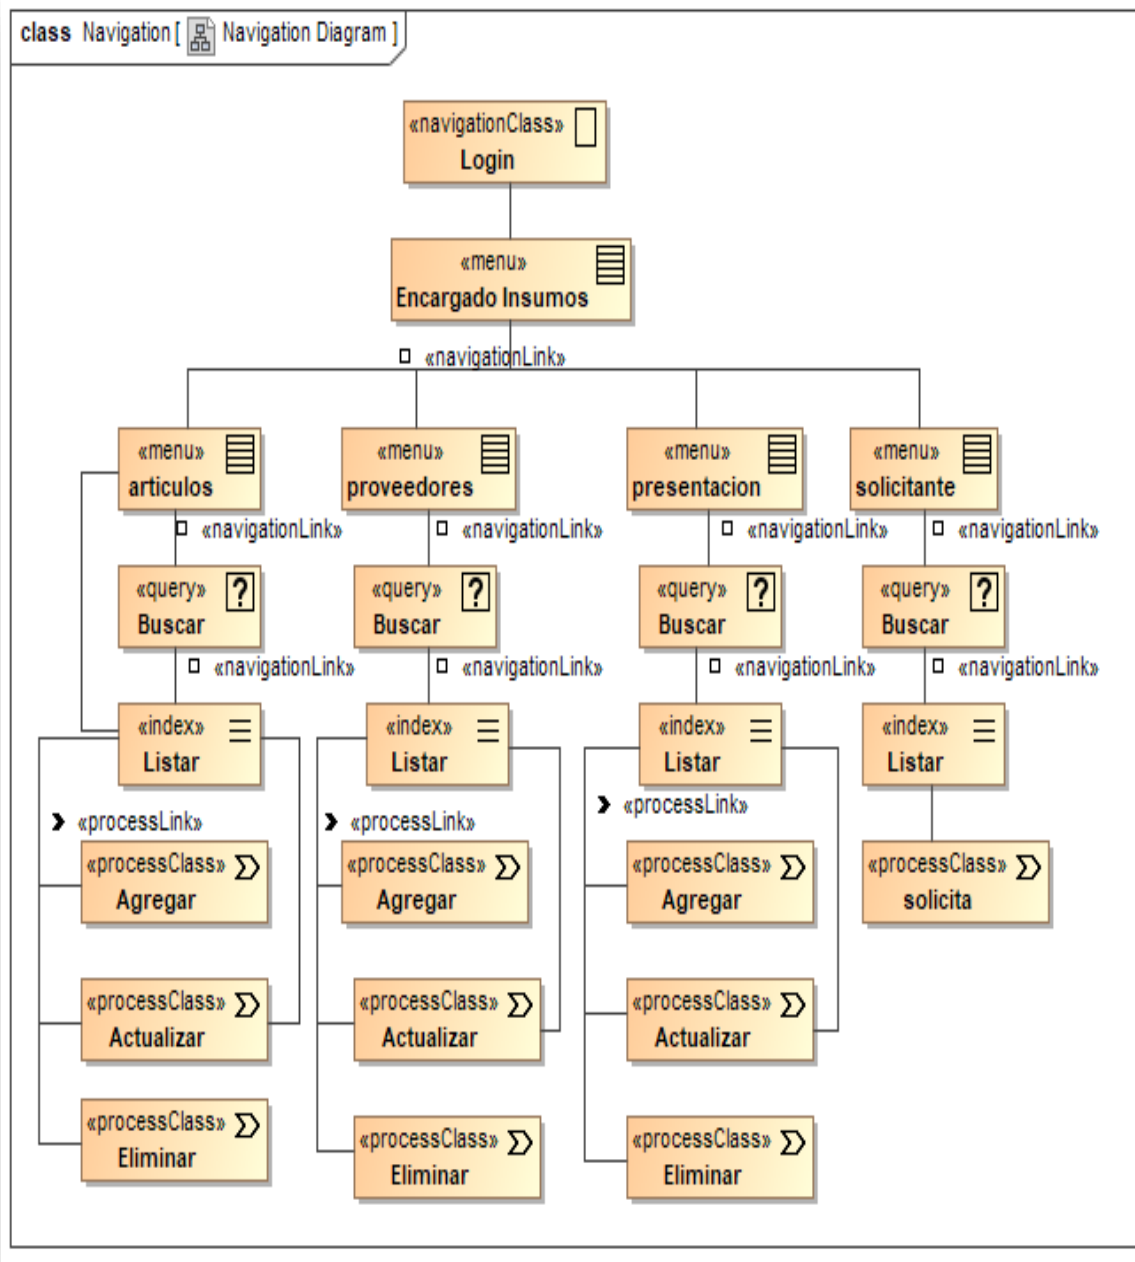 class Navigation [ Navigation Diagram ]
«navigationClass»
Login
«menu»
Encargado Insumos
«navigationLink»
«menu» «menu» «menu» «menu»
articulos proveedores presentacion solicitante
«navigationLink» «navigationLink» «navigationLink» «navigationLink»
«query» ? «query» ? «query» ? «query» ?
Buscar Buscar Buscar Buscar
«navigationLink» «navigationLink» «navigationLink» «navigationLink»
«index» «index» «index» «index»
Listar Listar Listar Listar
«processLink» «processLink» «processLink»
«processClass» «processClass» «processClass» «processClass»
Agregar Agregar Agregar solicita
«processClass» «processClass» «processClass»
Actualizar Actualizar Actualizar
«processClass» «processClass» «processClass»
Eliminar Eliminar Eliminar